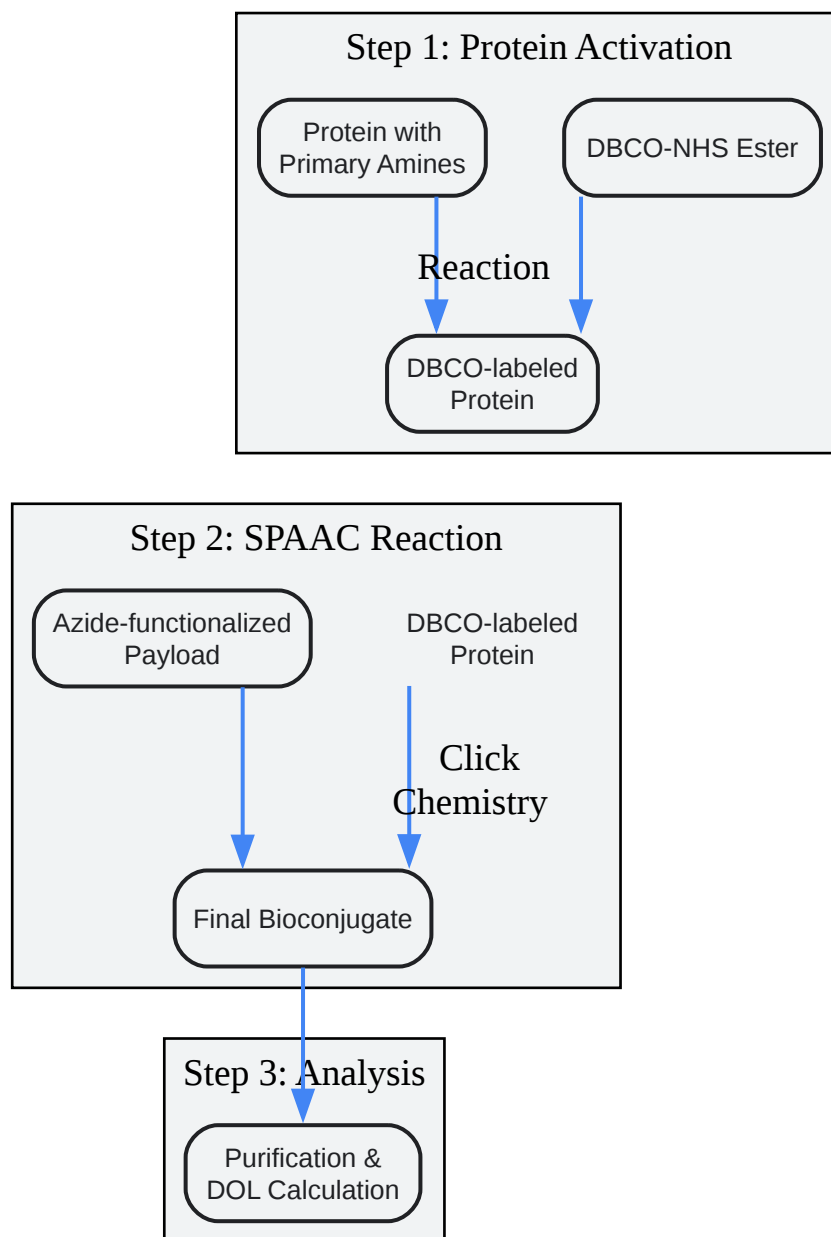 Step 1: Protein Activation
Protein with
Primary Amines
DBCO-NHS Ester
Reaction
DBCO-labeled
Protein
Step 2: SPAAC Reaction
Azide-functionalized
Payload
DBCO-labeled
Protein
Click
Chemistry
Final Bioconjugate
Step 3: Analysis
Purification &
DOL Calculation